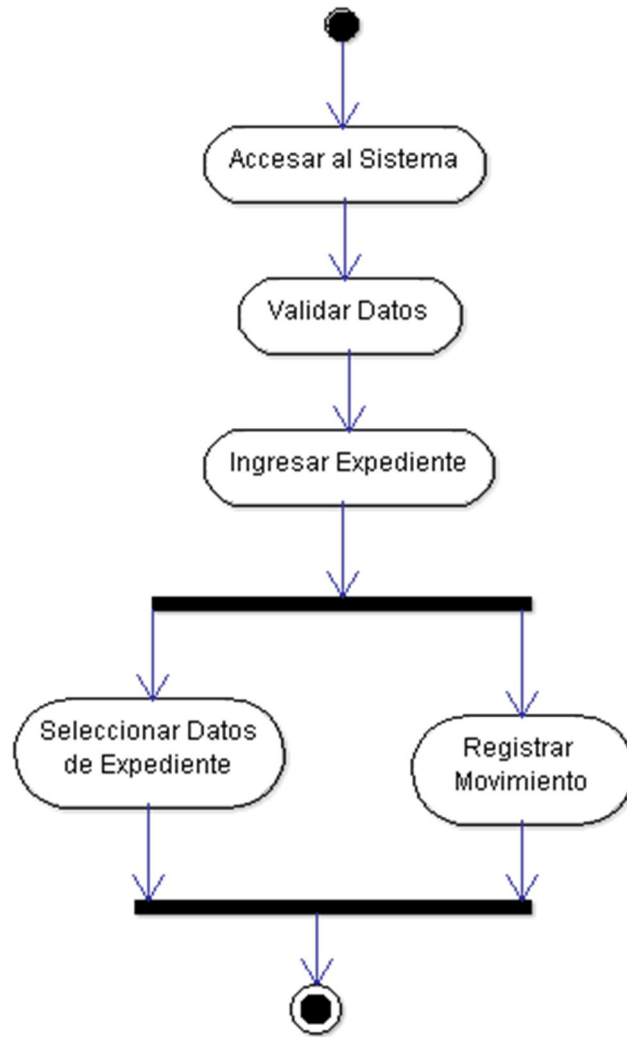 Accesar al Sistema
Validar Datos
Ingresar Expediente
Seleccionar Datos
de Expediente
Registrar
Movimiento